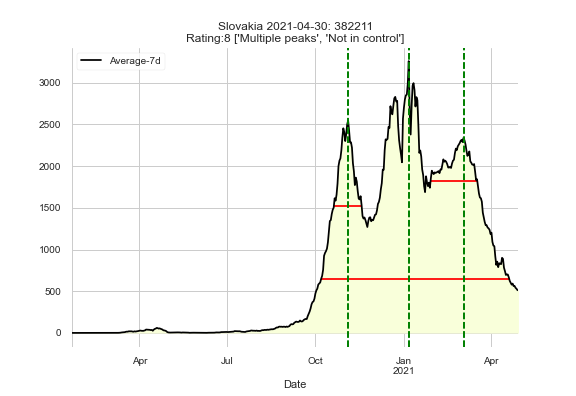 Slovakia 2021-04-30: 382211
Rating:8 ['Multiple peaks', 'Not in control']
Average-7d
3000
2500
2000
1500
1000
500
0
Apr
Jul
Oct
Jan
2021
Apr
Date